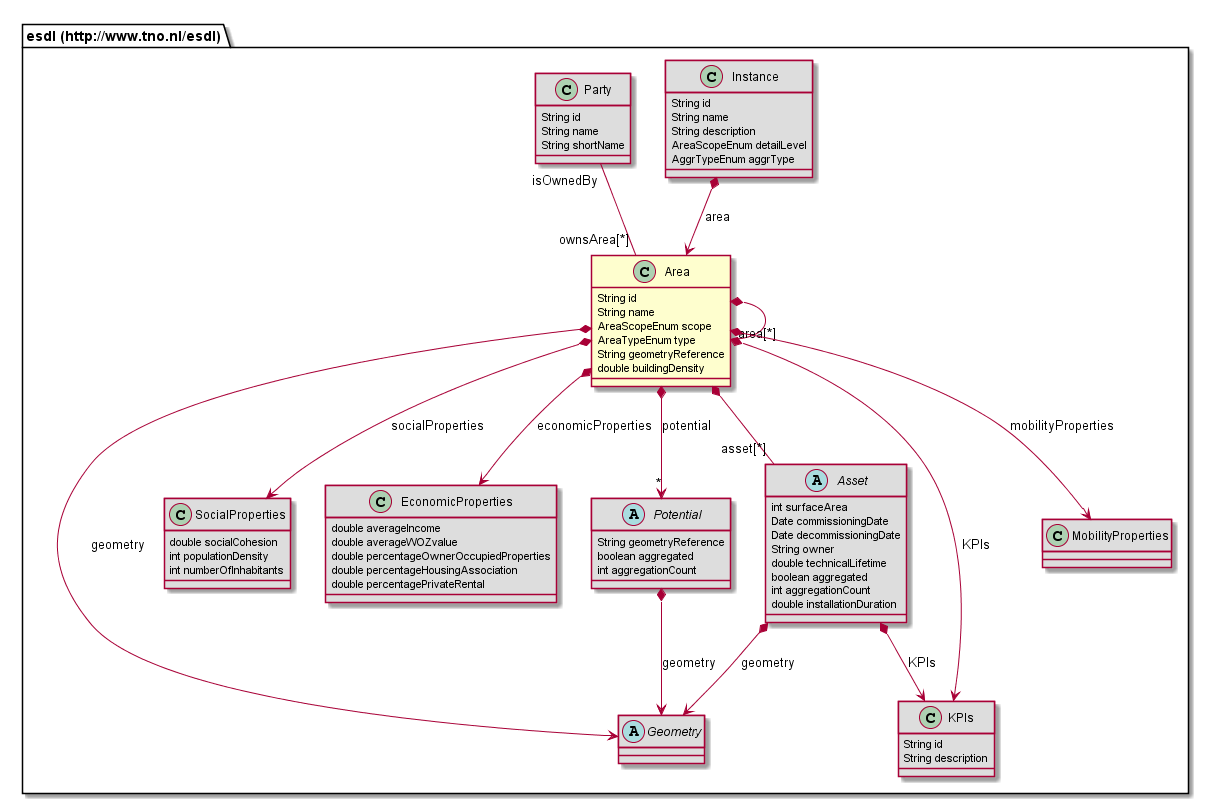 esdl (http://www.tno.nl/esdl)
C Party
String id
String name
String shortName
C Instance
String id
String name
String description
AreaScopeEnum detailLevel
AggrTypeEnum aggrType
isOwnedBy
ownsArea[*]
area
C Area
String id
String name
AreaScopeEnum scope
AreaTypeEnum type
String geometryReference
double buildingDensity
area[*]
geometry
socialProperties
economicProperties
potential
*
asset[*]
KPIs
mobilityProperties
C SocialProperties
double socialCohesion
int populationDensity
int numberOfInhabitants
C EconomicProperties
double averageIncome
double averageWOZvalue
double percentageOwnerOccupiedProperties
double percentageHousingAssociation
double percentagePrivateRental
A Potential
String geometryReference
boolean aggregated
int aggregationCount
A Asset
int surfaceArea
Date commissioningDate
Date decommissioningDate
String owner
double technicalLifetime
boolean aggregated
int aggregationCount
double installationDuration
C MobilityProperties
geometry
geometry
KPIs
A Geometry
C KPIs
String id
String description